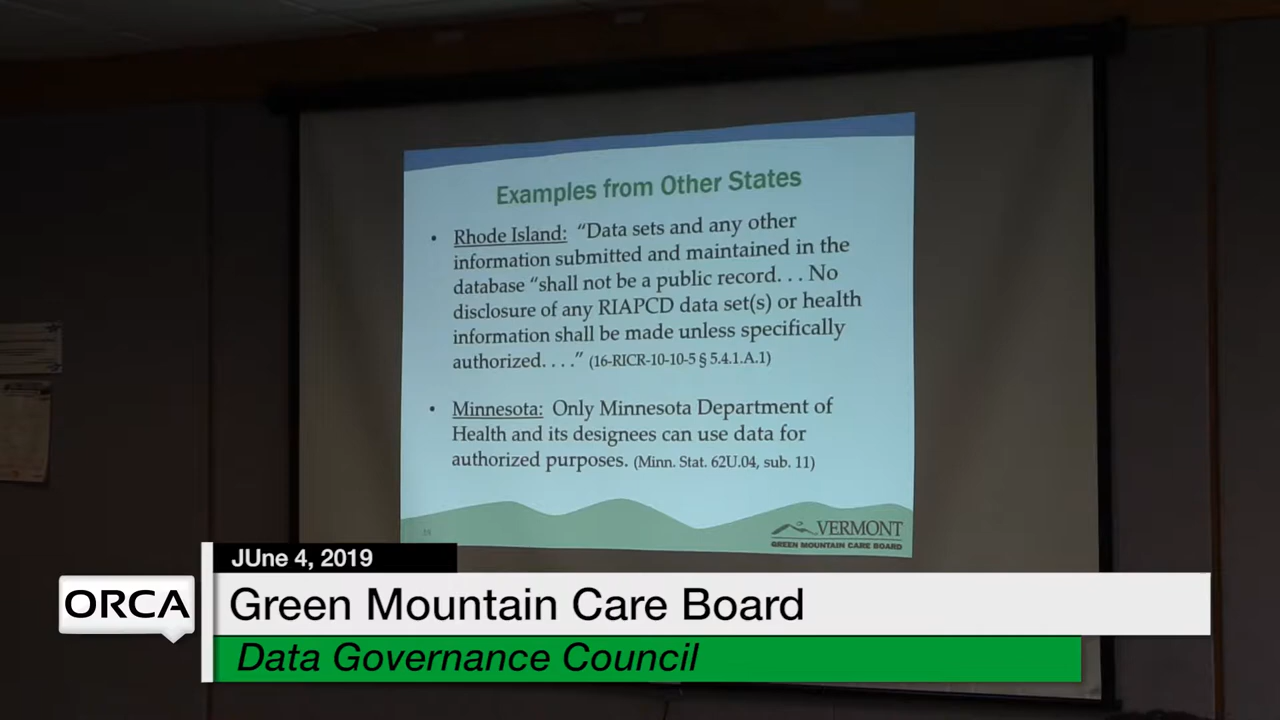 Examples from Other States
• Rhode Island: “Data sets and any other
information submitted and maintained in the
database “shall not be a public record. . . No
disclosure of any RIAPCD data set(s) or health
information shall be made unless specifically
authorized. . . .” (16-RICR-10-10-5 § 5.4.1.A.1)
• Minnesota: Only Minnesota Department of
Health and its designees can use data for
authorized purposes. (Minn. Stat. 62U.04, sub. 11)
VERMONT
GREEN MOUNTAIN CARE BOARD
JUne 4, 2019
ORCA
Green Mountain Care Board
Data Governance Council